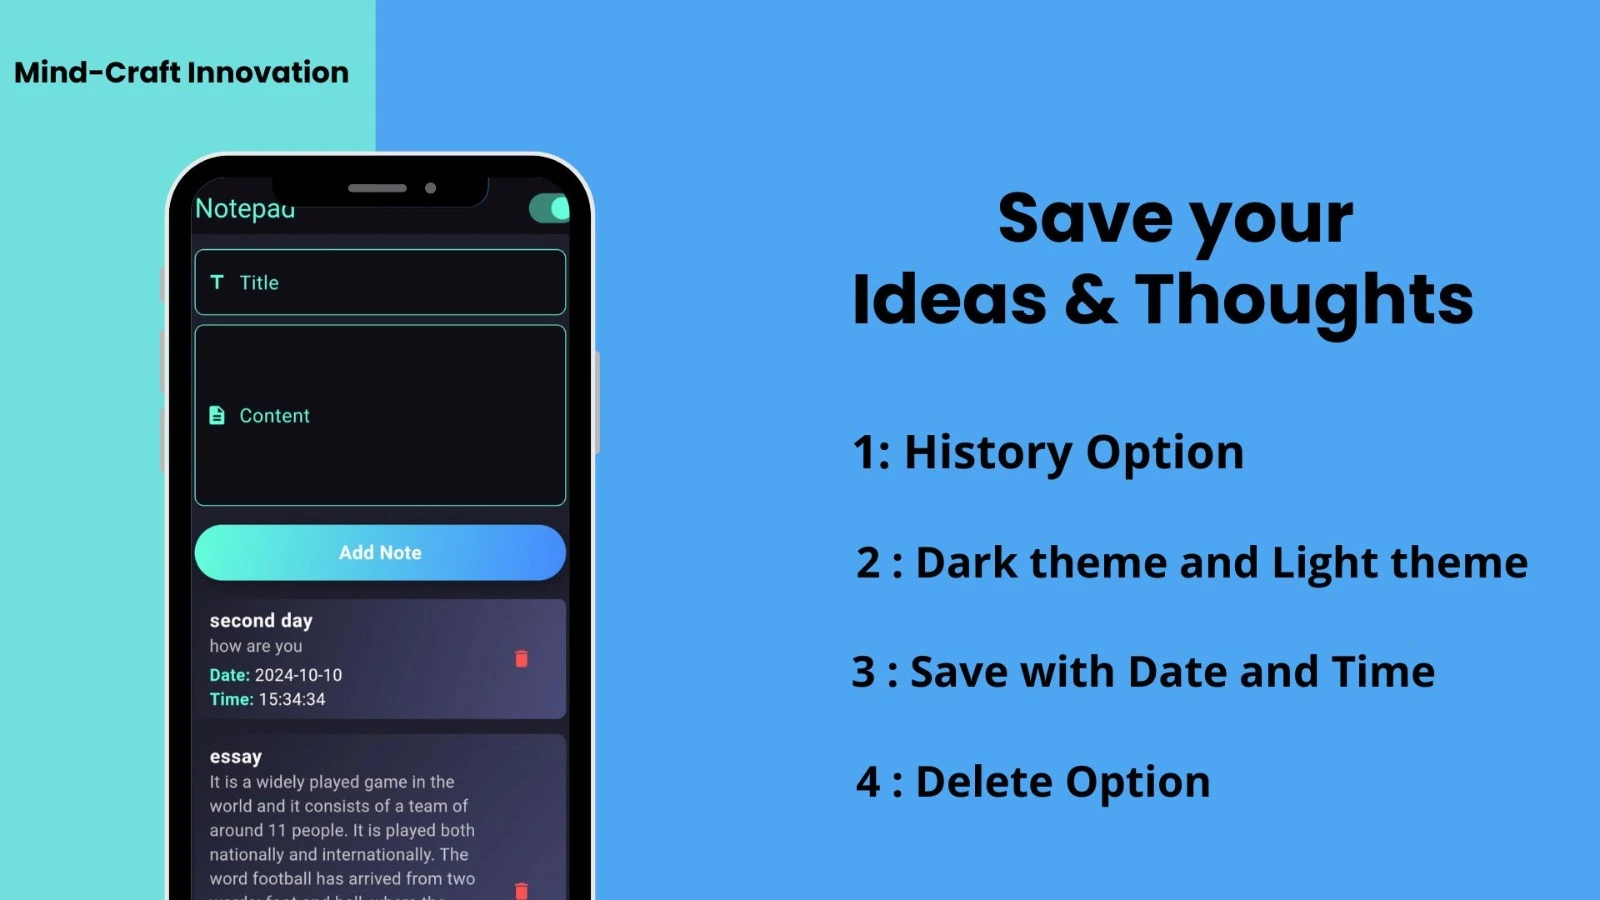 Mind-Craft Innovation
Notepad
Title
Content
Add Note
second day
how are you
Date: 2024-10-10
Time: 15:34:34
essay
It is a widely played game in the
world and it consists of a team of
around 11 people. It is played both
nationally and internationally. The
word football has arrived from two
Save your
Ideas & Thoughts
1: History Option
2 : Dark theme and Light theme
3 : Save with Date and Time
4 : Delete Option